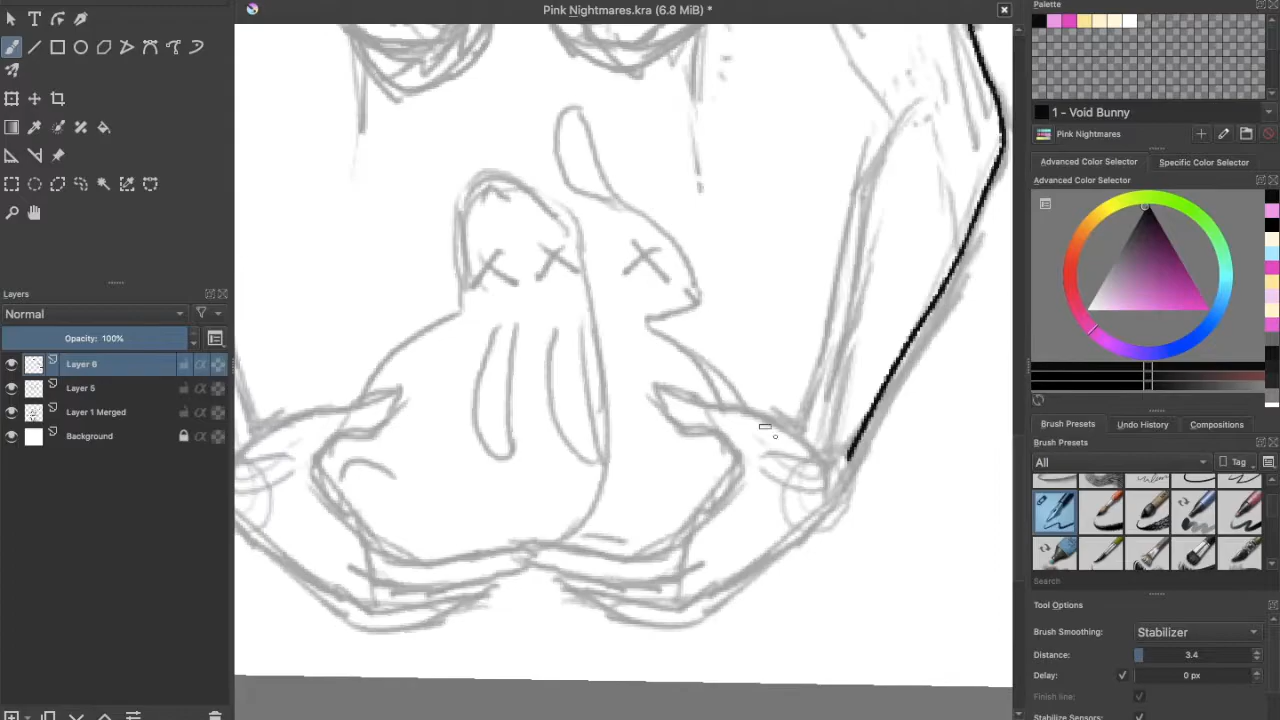 Pink Nightmares.kra (6.8 MiB) *
Palette
1 - Void Bunny
Pink Nightmares
Advanced Color Selector
Specific Color Selector
Advanced Color Selector
Layers
Normal
Opacity: 100%
Layer 6
Layer 5
Layer 1 Merged
Background
Brush Presets
Undo History
Compositions
Brush Presets
All
Tag
Search
Tool Options
Brush Smoothing:
Stabilizer
Distance:
3.4
Delay:
0 px
Finish line:
Stabilize Sensors: